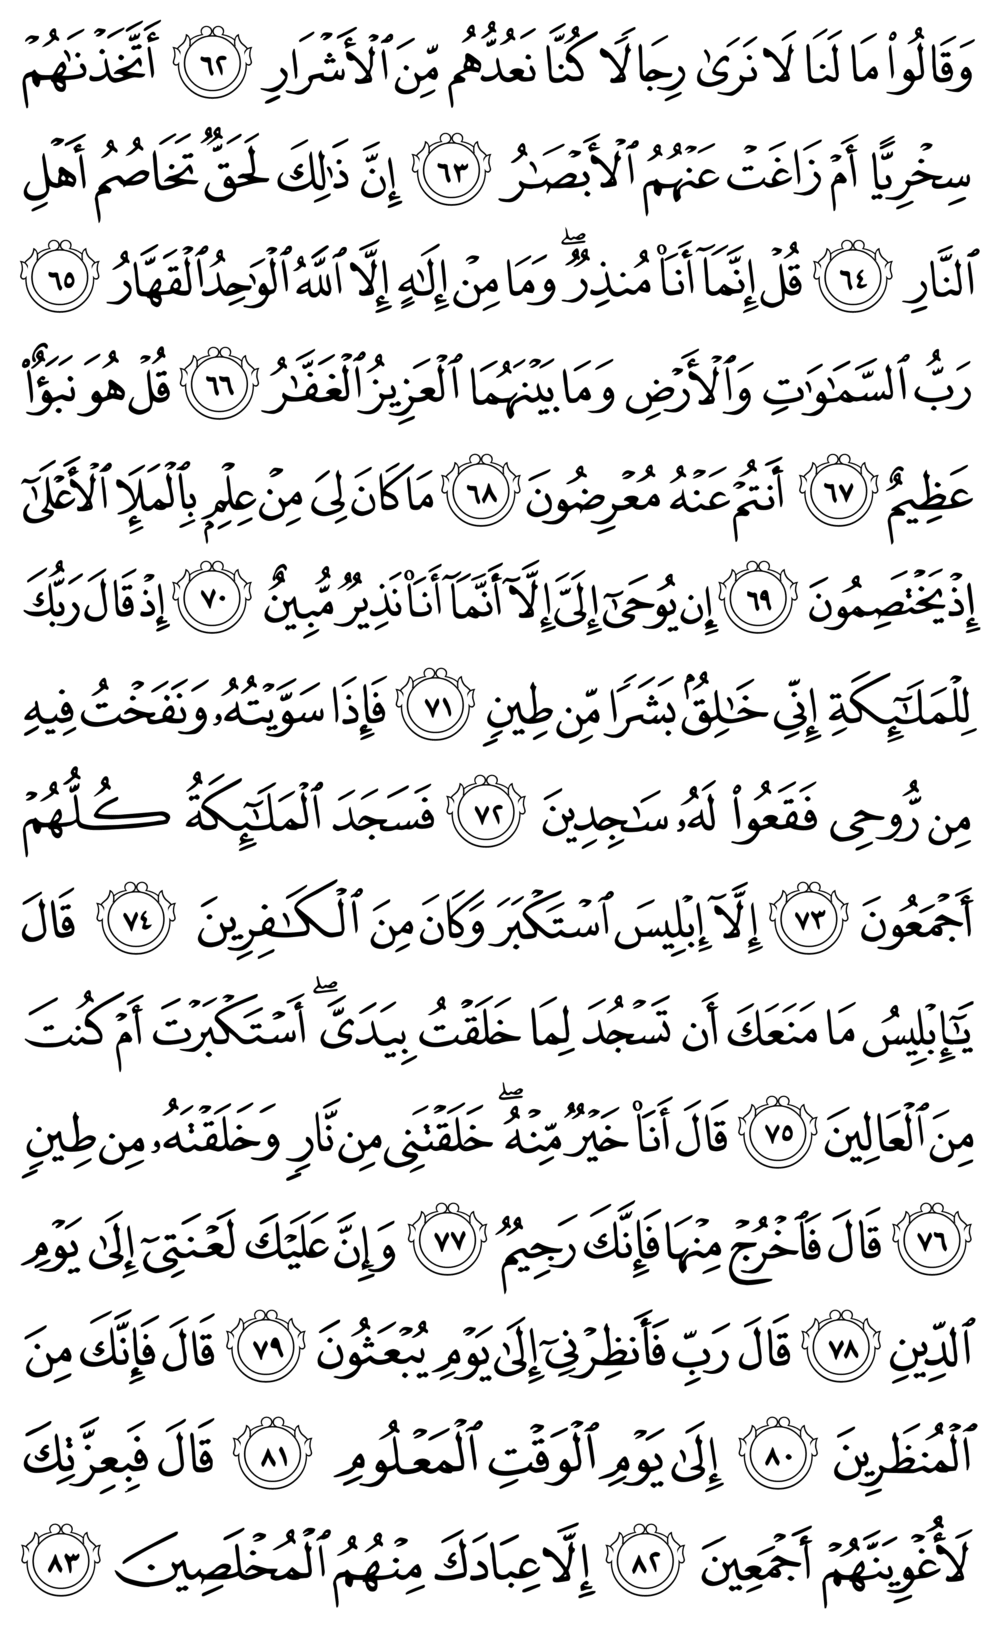 وَقَالُوا۟ مَا لَنَا لَا نَرَىٰ رِجَالًا كُنَّا نَعُدُّهُم مِّنَ ٱلْأَشْرَارِ ٦٢ أَتَّخَذْنَٰهُمْ
سِخْرِيًّا أَمْ زَاغَتْ عَنْهُمُ ٱلْأَبْصَٰرُ ٦٣ إِنَّ ذَٰلِكَ لَحَقٌّ تَخَاصُمُ أَهْلِ
ٱلنَّارِ ٦٤ قُلْ إِنَّمَآ أَنَا۠ مُنذِرٌ ۖ وَمَا مِنْ إِلَٰهٍ إِلَّا ٱللَّهُ ٱلْوَٰحِدُ ٱلْقَهَّارُ ٦٥
رَبُّ ٱلسَّمَٰوَٰتِ وَٱلْأَرْضِ وَمَا بَيْنَهُمَا ٱلْعَزِيزُ ٱلْغَفَّٰرُ ٦٦ قُلْ هُوَ نَبَؤٌا۟
عَظِيمٌ ٦٧ أَنتُمْ عَنْهُ مُعْرِضُونَ ٦٨ مَا كَانَ لِىَ مِنْ عِلْمٍۭ بِٱلْمَلَإِ ٱلْأَعْلَىٰٓ
إِذْ يَخْتَصِمُونَ ٦٩ إِن يُوحَىٰٓ إِلَىَّ إِلَّآ أَنَّمَآ أَنَا۠ نَذِيرٌ مُّبِينٌ ٧٠ إِذْ قَالَ رَبُّكَ
لِلْمَلَٰٓئِكَةِ إِنِّى خَٰلِقٌۢ بَشَرًا مِّن طِينٍ ٧١ فَإِذَا سَوَّيْتُهُۥ وَنَفَخْتُ فِيهِ
مِن رُّوحِى فَقَعُوا۟ لَهُۥ سَٰجِدِينَ ٧٢ فَسَجَدَ ٱلْمَلَٰٓئِكَةُ كُلُّهُمْ
أَجْمَعُونَ ٧٣ إِلَّآ إِبْلِيسَ ٱسْتَكْبَرَ وَكَانَ مِنَ ٱلْكَٰفِرِينَ ٧٤ قَالَ
يَٰٓإِبْلِيسُ مَا مَنَعَكَ أَن تَسْجُدَ لِمَا خَلَقْتُ بِيَدَىَّ ۖ أَسْتَكْبَرْتَ أَمْ كُنتَ
مِنَ ٱلْعَالِينَ ٧٥ قَالَ أَنَا۠ خَيْرٌ مِّنْهُ ۖ خَلَقْتَنِى مِن نَّارٍ وَخَلَقْتَهُۥ مِن طِينٍ
٧٦ قَالَ فَٱخْرُجْ مِنْهَا فَإِنَّكَ رَجِيمٌ ٧٧ وَإِنَّ عَلَيْكَ لَعْنَتِىٓ إِلَىٰ يَوْمِ
ٱلدِّينِ ٧٨ قَالَ رَبِّ فَأَنظِرْنِىٓ إِلَىٰ يَوْمِ يُبْعَثُونَ ٧٩ قَالَ فَإِنَّكَ مِنَ
ٱلْمُنظَرِينَ ٨٠ إِلَىٰ يَوْمِ ٱلْوَقْتِ ٱلْمَعْلُومِ ٨١ قَالَ فَبِعِزَّتِكَ
لَأُغْوِيَنَّهُمْ أَجْمَعِينَ ٨٢ إِلَّا عِبَادَكَ مِنْهُمُ ٱلْمُخْلَصِينَ ٨٣